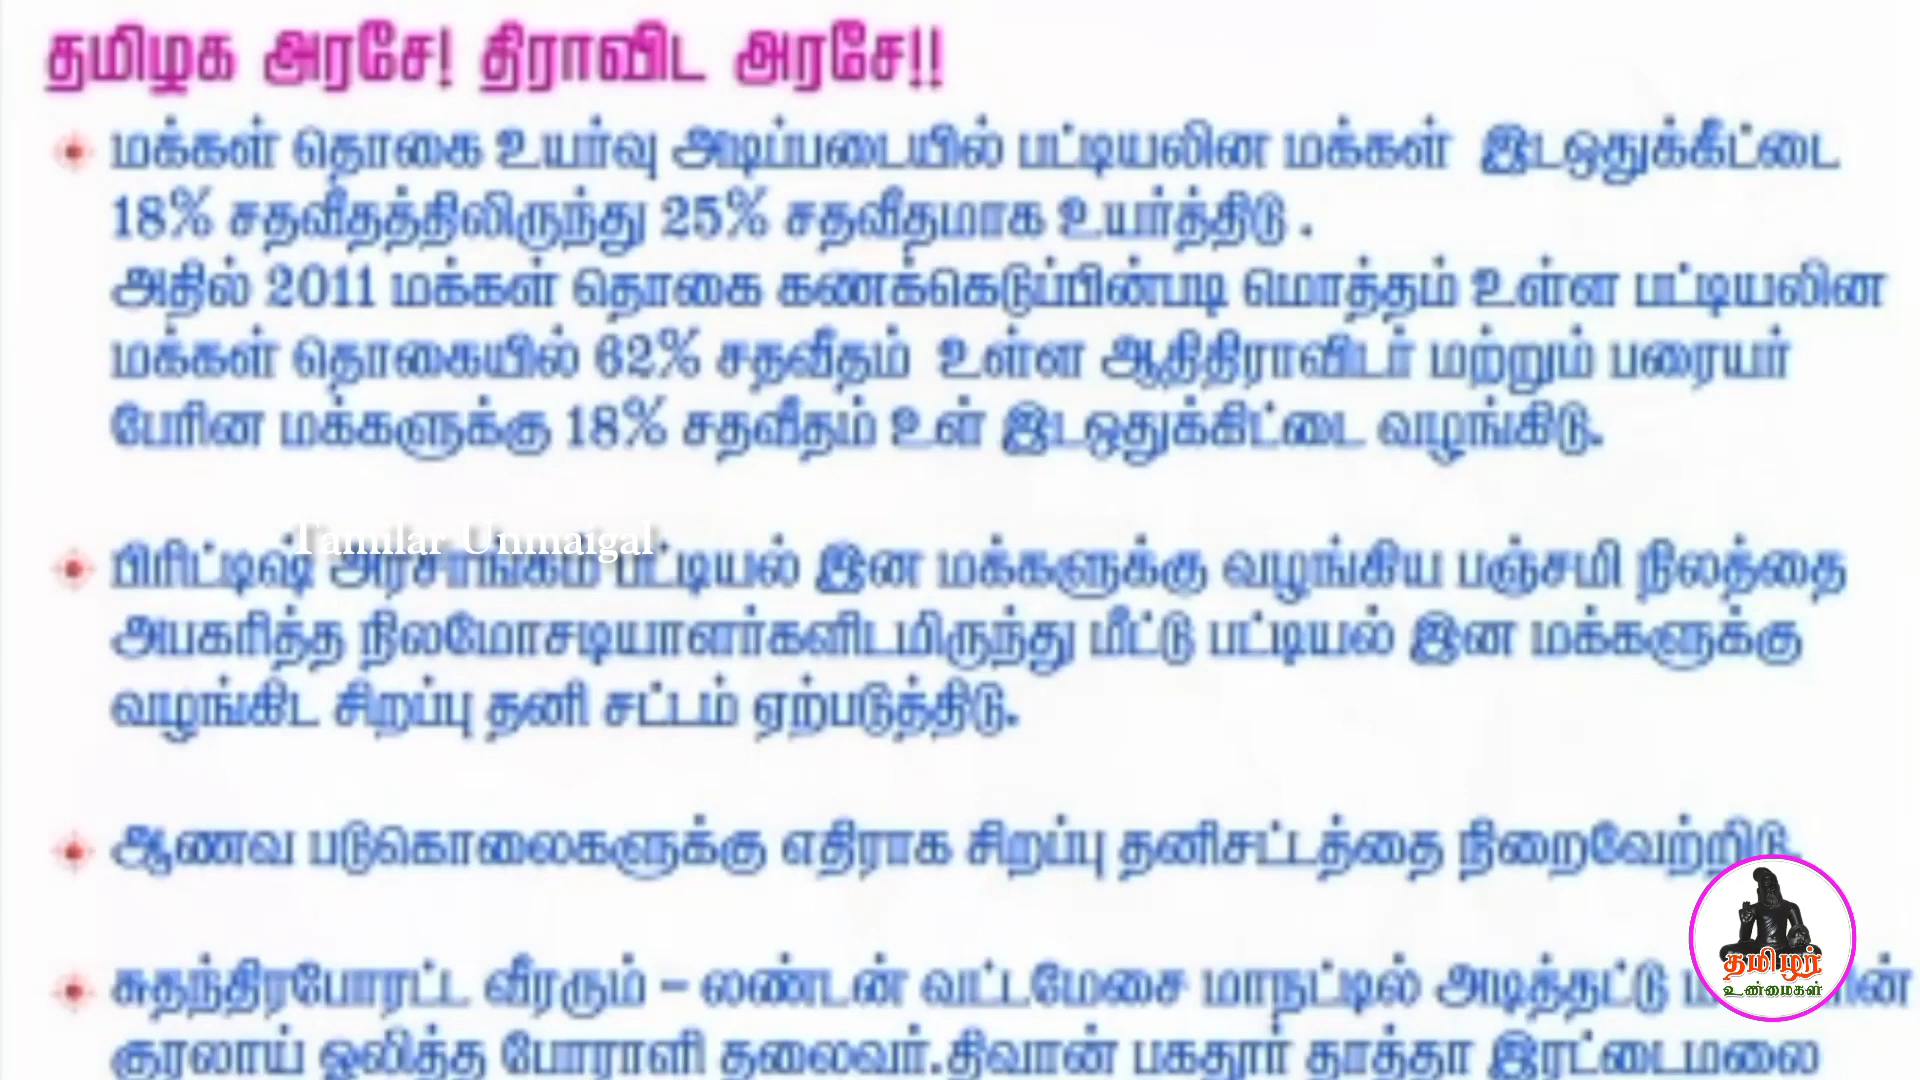 தமிழக அரசே! திராவிட அரசே!!
மக்கள் தொகை உயர்வு அடிப்படையில் பட்டியலின மக்கள் இடஒதுக்கீட்டை
18% சதவீதத்திலிருந்து 25% சதவீதமாக உயர்த்திடு .
அதில் 2011 மக்கள் தொகை கணக்கெடுப்பின்படி மொத்தம் உள்ள பட்டியலின
மக்கள் தொகையில் 62% சதவீதம் உள்ள ஆதிதிராவிடர் மற்றும் பரையர்
பேரின மக்களுக்கு 18% சதவீதம் உள் இடஒதுக்கிட்டை வழங்கிடு.
Tamilar Unmaigal
பிரிட்டிஷ் அரசாங்கம் பட்டியல் இன மக்களுக்கு வழங்கிய பஞ்சமி நிலத்தை
அபகரித்த நிலமோசடியாளர்களிடமிருந்து மீட்டு பட்டியல் இன மக்களுக்கு
வழங்கிட சிறப்பு தனி சட்டம் ஏற்படுத்திடு.
ஆணவ படுகொலைகளுக்கு எதிராக சிறப்பு தனிசட்டத்தை நிறைவேற்றிடு.
சுதந்திரபோரட்ட வீரரும் - லண்டன் வட்டமேசை மாநட்டில் அடித்தட்டு
குரலாய் ஒலித்த போராளி தலைவர்.திவான் பகதூர் தாத்தா இரட்டைமலை
தமிழர்
உண்மைகள்